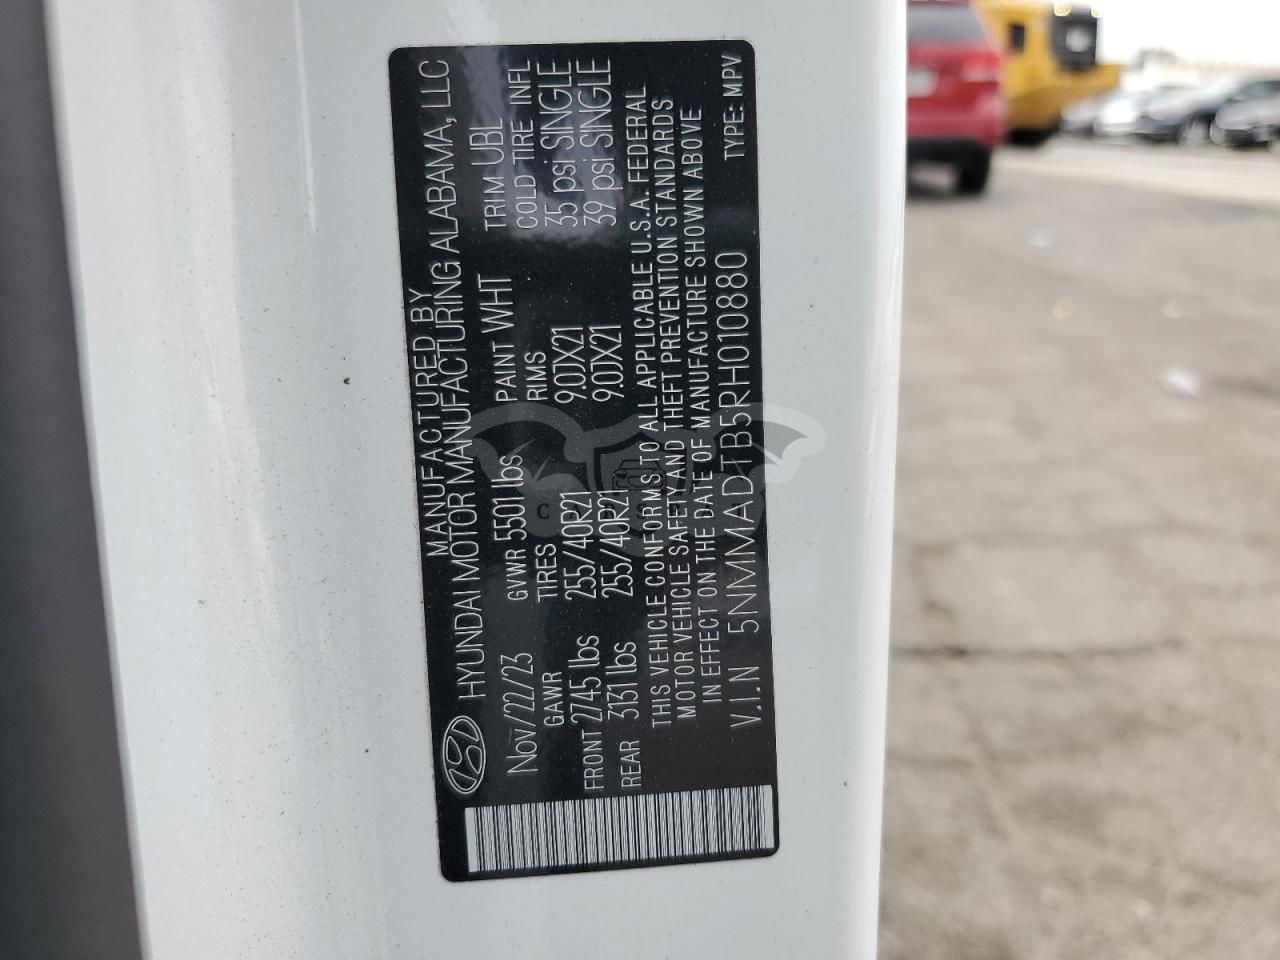 MANUFACTURED BY
HYUNDAI MOTOR MANUFACTURING ALABAMA, LLC
Nov/22/23 GVWR 5501 lbs PAINT WHT TRIM UBL
GAWR TIRES RIMS COLD TIRE INFL
FRONT 2745 lbs 255/40R21 9.0JX21 35 psi SINGLE
REAR 3131 lbs 255/40R21 9.0JX21 39 psi SINGLE
THIS VEHICLE CONFORMS TO ALL APPLICABLE U.S.A. FEDERAL
MOTOR VEHICLE SAFETY AND THEFT PREVENTION STANDARDS
IN EFFECT ON THE DATE OF MANUFACTURE SHOWN ABOVE
V.I.N 5NMMADTB5RH010880 TYPE: MPV